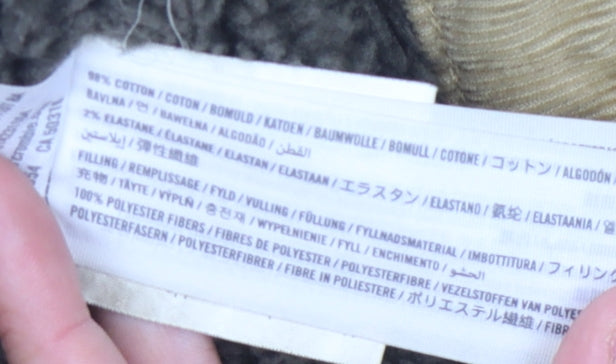 98% COTTON / COTON / BOMULD / KATOEN / BAUMWOLLE / BOMULL / COTONE / コットン / ALGODÓN /
BAVLNA / 면 / BAWEŁNA / ALGODÃO / القطن
2% ELASTANE / ÉLASTANE / ELASTAN / ELASTAAN / エラスタン / ELASTANO / 氨纶 / ELASTAANIA /
彈性纖維 / إيلاستين
FILLING / REMPLISSAGE / FYLD / VULLING / FÜLLUNG / FYLLNADSMATERIAL / IMBOTTITURA / フィリング
充物 / TÄYTE / VÝPLŇ / 충전재 / WYPEŁNIENIE / FYLL / ENCHIMENTO / الحشو
100% POLYESTER FIBERS / FIBRES DE POLYESTER / POLYESTERFIBRE / VEZELSTOFFEN VAN POLYES
POLYESTERFASERN / POLYESTERFIBRER / FIBRE IN POLIESTERE / ポリエステル繊維 / FIBR
CA 50316